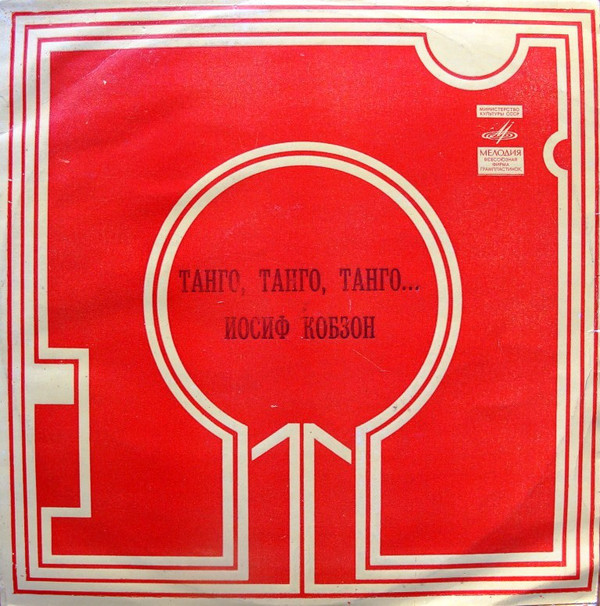 МИНИСТЕРСТВО
КУЛЬТУРЫ СССР
МЕЛОДИЯ
ВСЕСОЮЗНАЯ
ФИРМА
ГРАМПЛАСТИНОК
ТАНГО, ТАНГО, ТАНГО...
ИОСИФ КОБЗОН